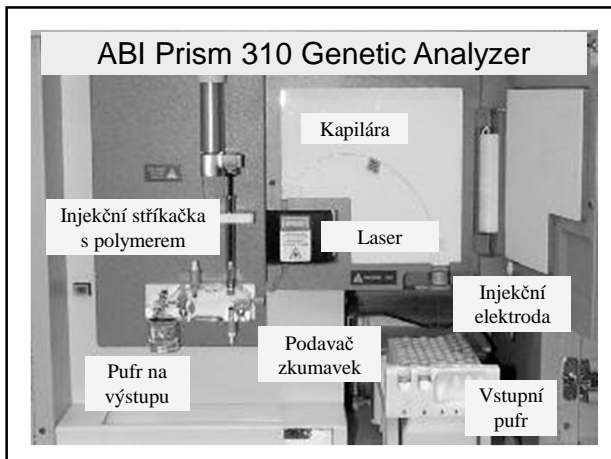 ABI Prism 310 Genetic Analyzer
Kapilára
Injekční stříkačka
s polymerem
Laser
Injekční
elektroda
Podavač
zkumavek
Pufr na
výstupu
Vstupní
pufr